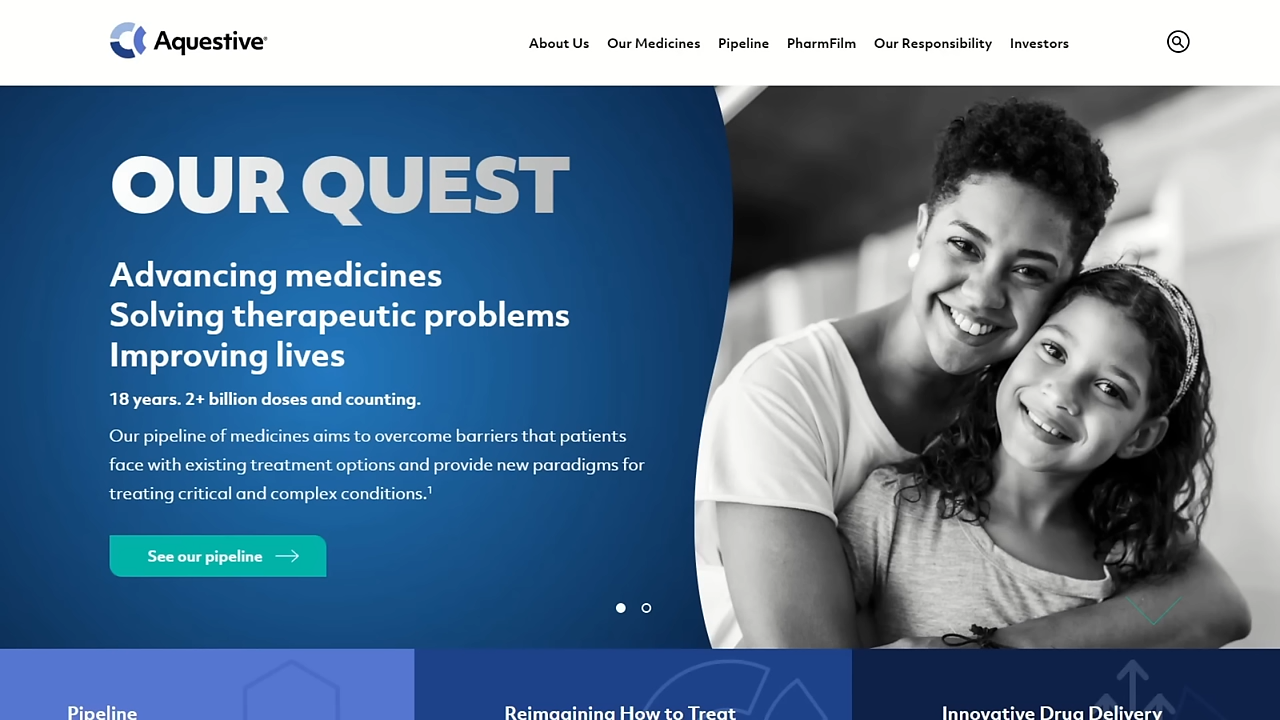 Aquestive®
About Us Our Medicines Pipeline PharmFilm Our Responsibility Investors
OUR QUEST
Advancing medicines
Solving therapeutic problems
Improving lives
18 years. 2+ billion doses and counting.
Our pipeline of medicines aims to overcome barriers that patients
face with existing treatment options and provide new paradigms for
treating critical and complex conditions.¹
See our pipeline
Pipeline
Reimagining How to Treat
Innovative Drug Delivery